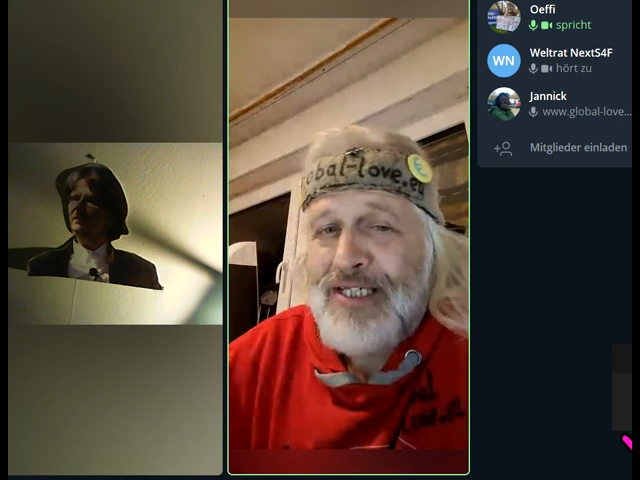 Oeffi
spricht
WN
Weltrat NextS4F
hört zu
Jannick
www.global-love...
Mitglieder einladen
global-love.eu